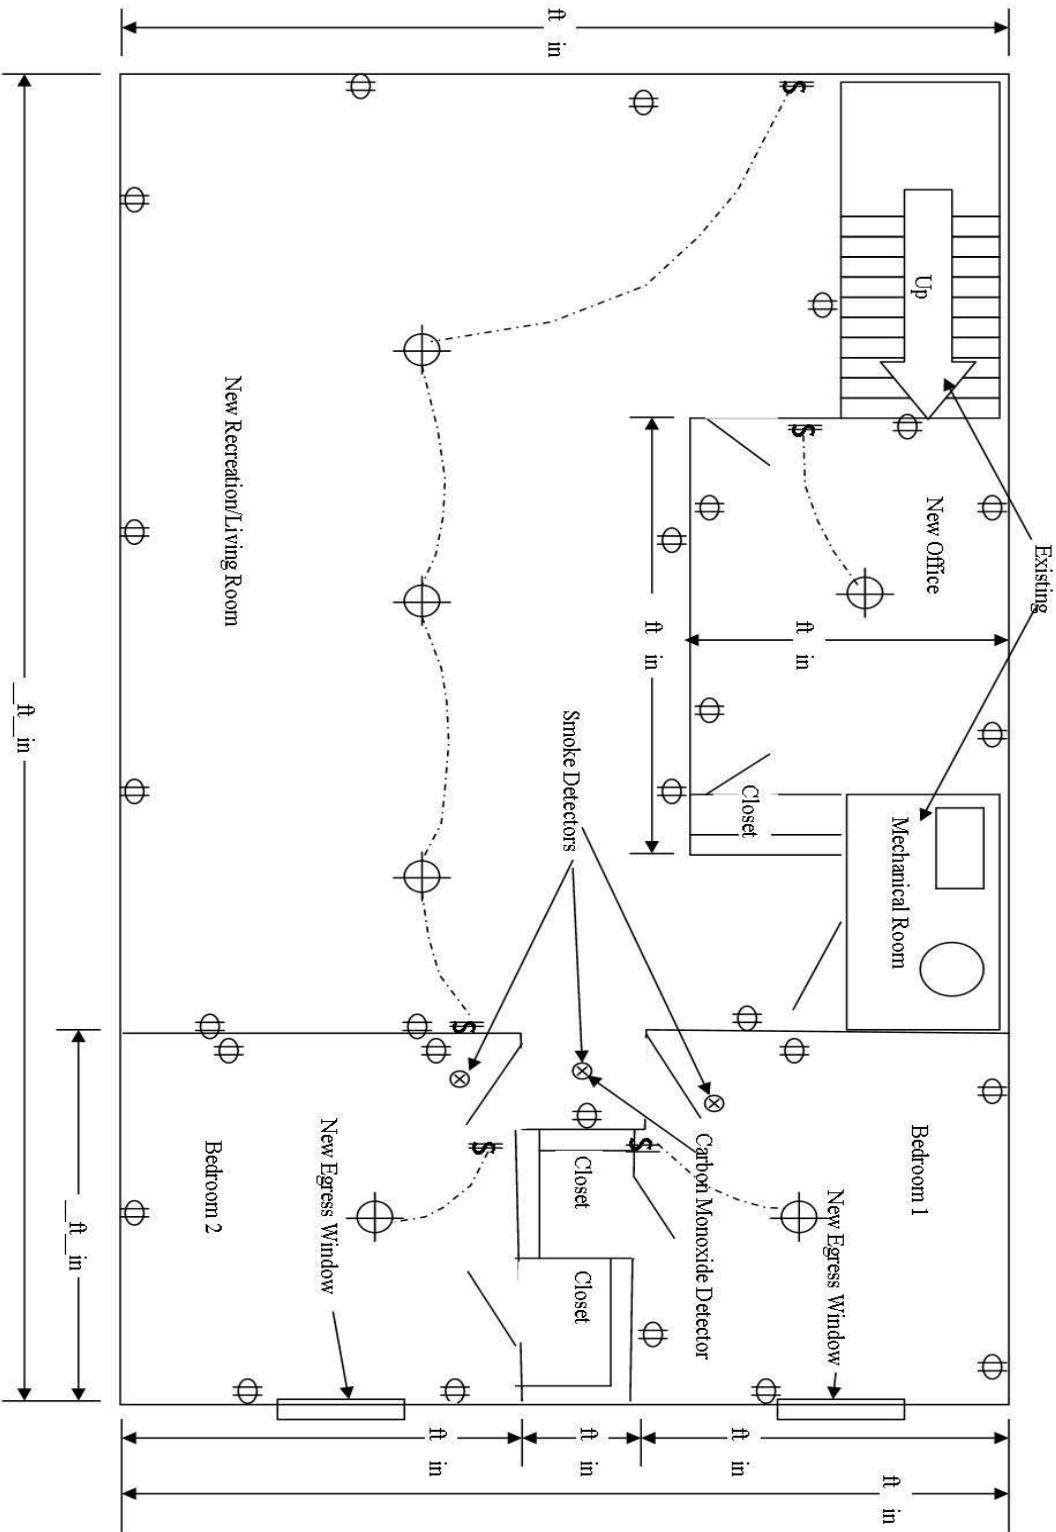 Existing
New Office
Bedroom 1
Up
Mechanical Room
ft in
New Egress Window
ft in
Closet
ft in
Carbon Monoxide Detector
ft in
Closet
Closet
ft in
Smoke Detectors
ft in
ft in
New Egress Window
New Recreation/Living Room
Bedroom 2
__ft__in
__ft__in